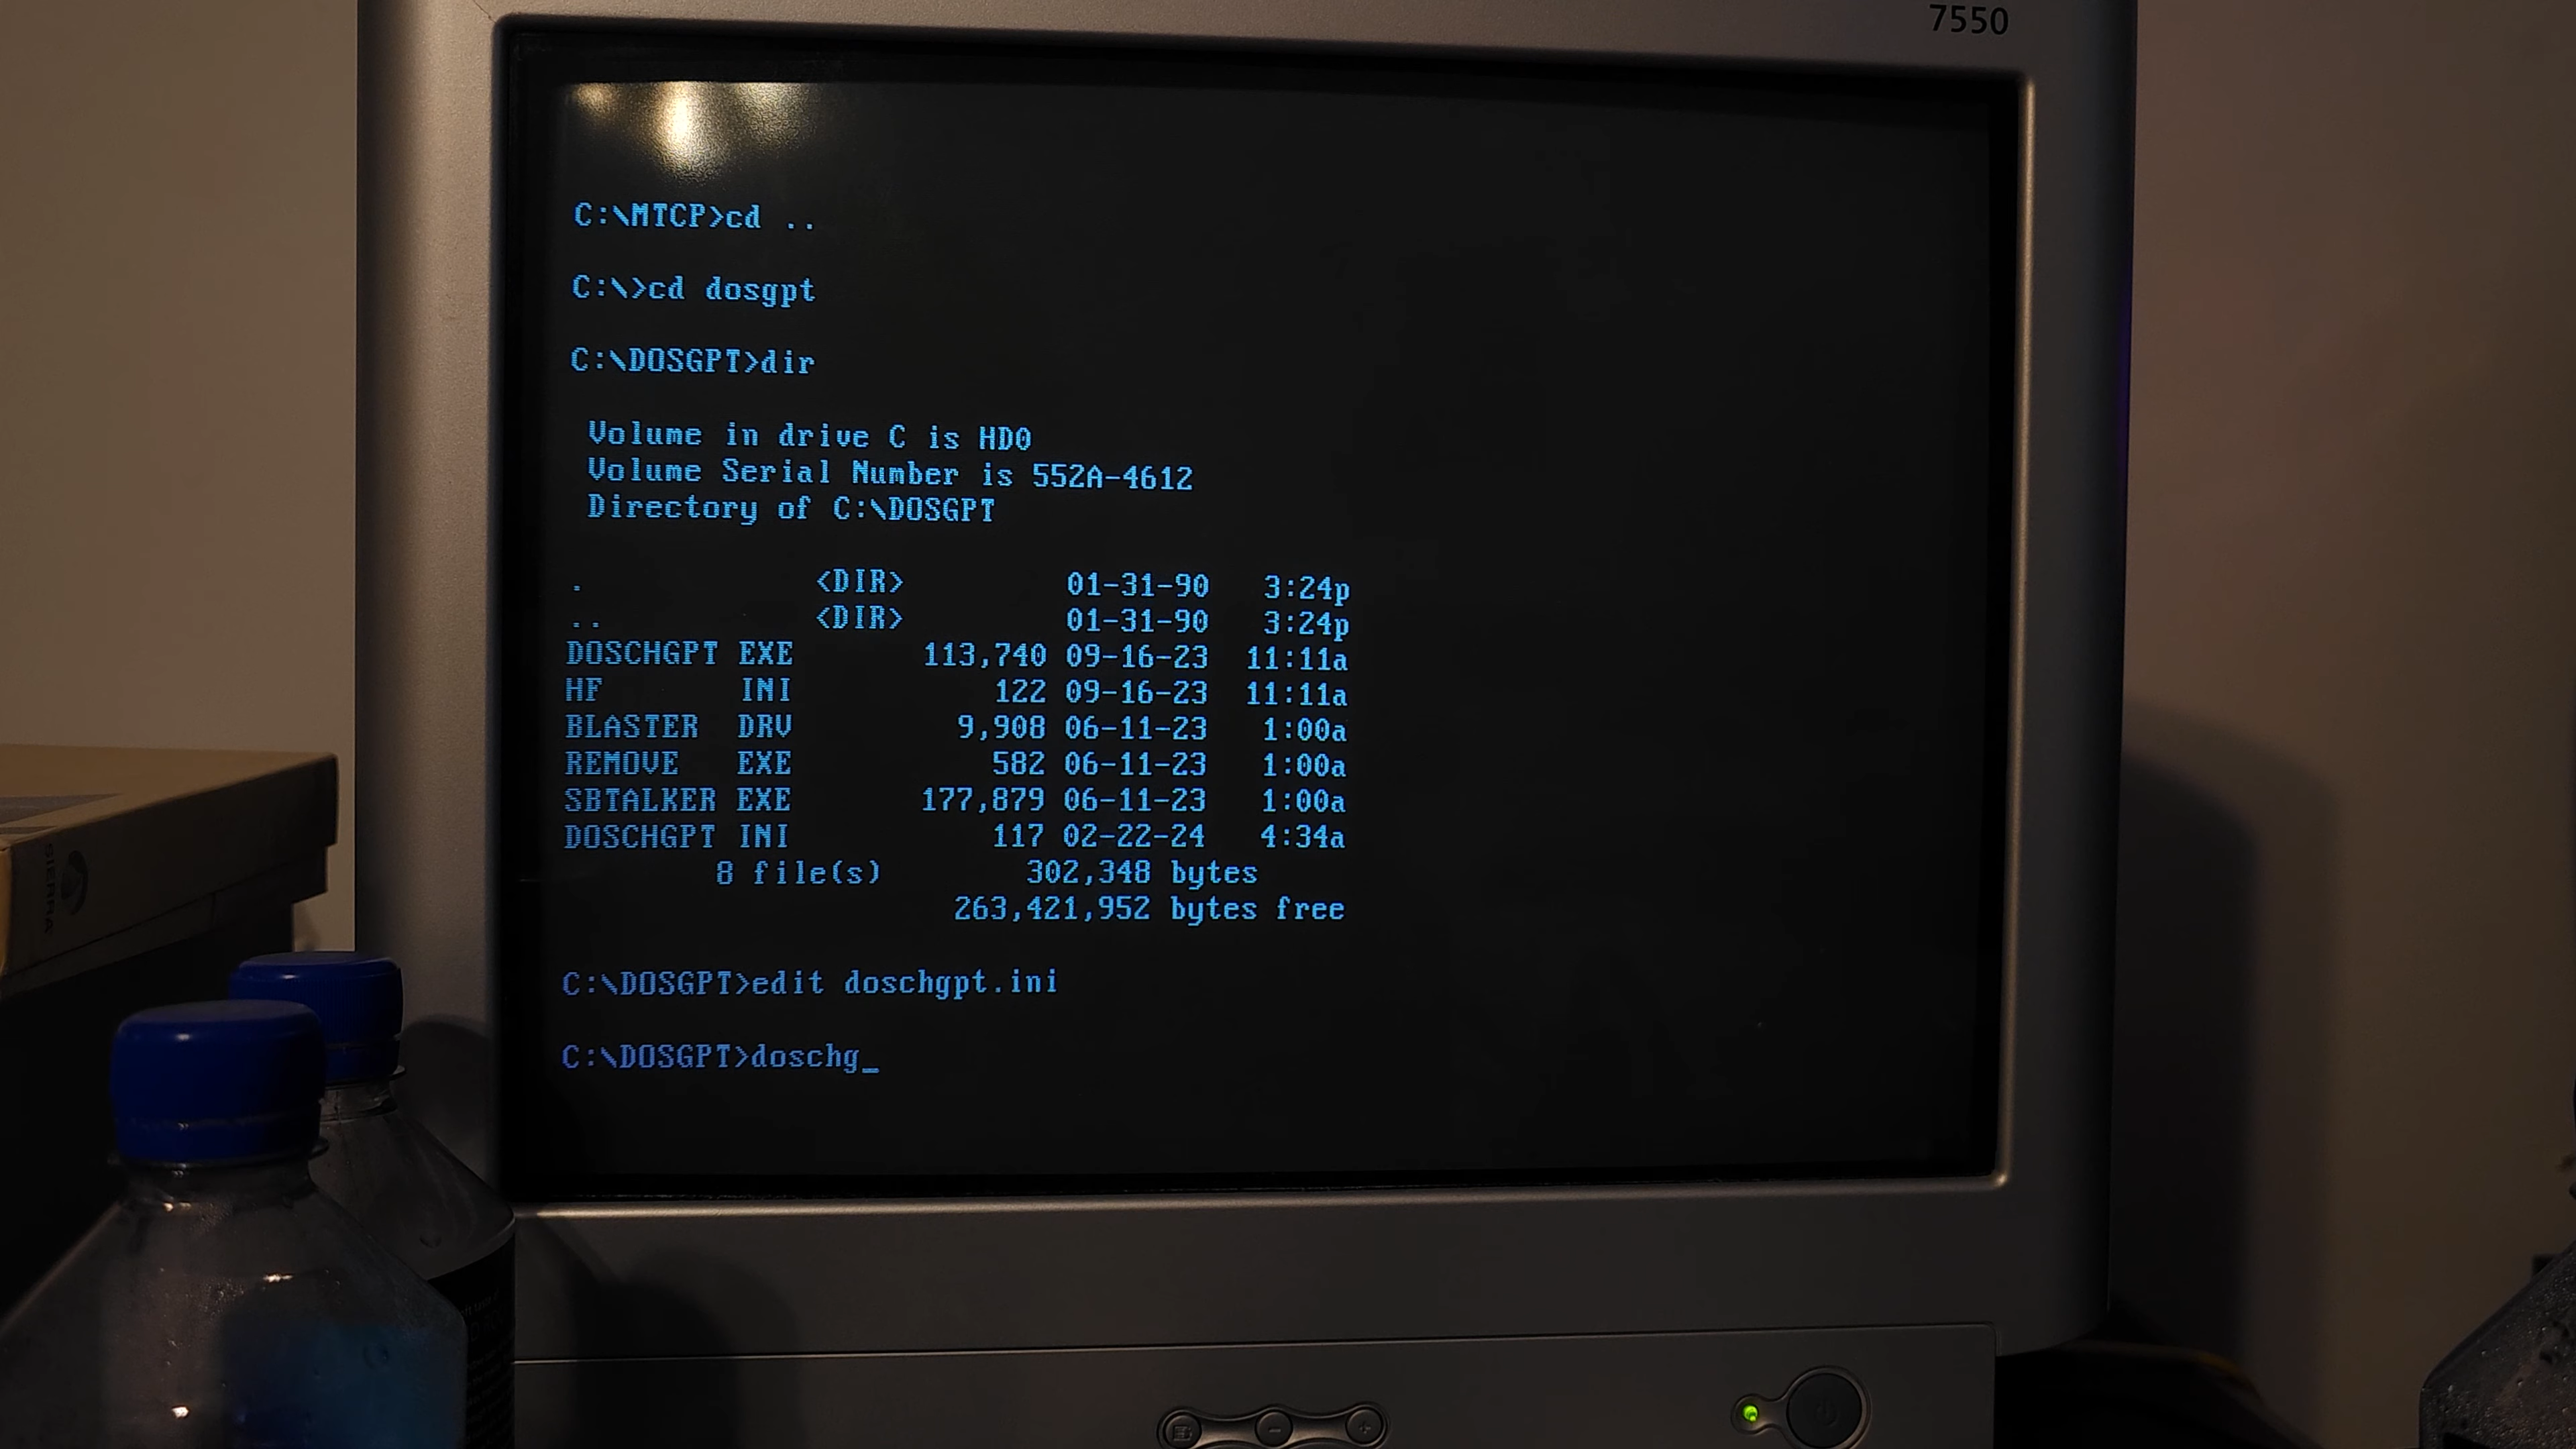 7550
C:\MTCP>cd ..
C:\>cd dosgpt
C:\DOSGPT>dir
Volume in drive C is HD0
Volume Serial Number is 552A-4612
Directory of C:\DOSGPT
. <DIR> 01-31-90 3:24p
.. <DIR> 01-31-90 3:24p
DOSCHGPT EXE 113,740 09-16-23 11:11a
HF INI 122 09-16-23 11:11a
BLASTER DRV 9,908 06-11-23 1:00a
REMOVE EXE 582 06-11-23 1:00a
SBTALKER EXE 177,879 06-11-23 1:00a
DOSCHGPT INI 117 02-22-24 4:34a
8 file(s) 302,348 bytes
263,421,952 bytes free
C:\DOSGPT>edit doschgpt.ini
C:\DOSGPT>doschg_
SIERRA